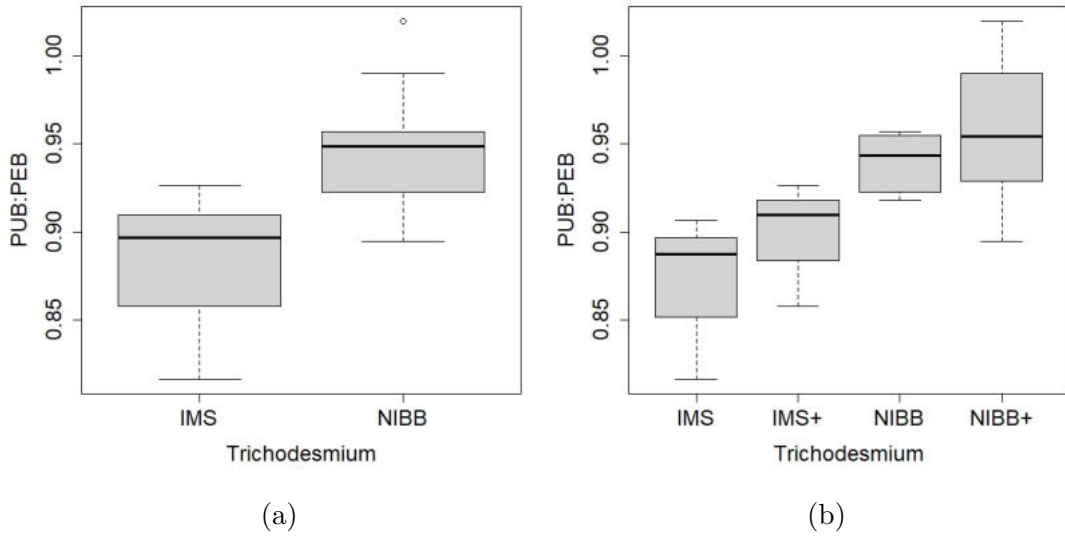 PUB:PEB
1.00
0.95
0.90
0.85
IMS NIBB
Trichodesmium
(a)
PUB:PEB
1.00
0.95
0.90
0.85
IMS IMS+ NIBB NIBB+
Trichodesmium
(b)